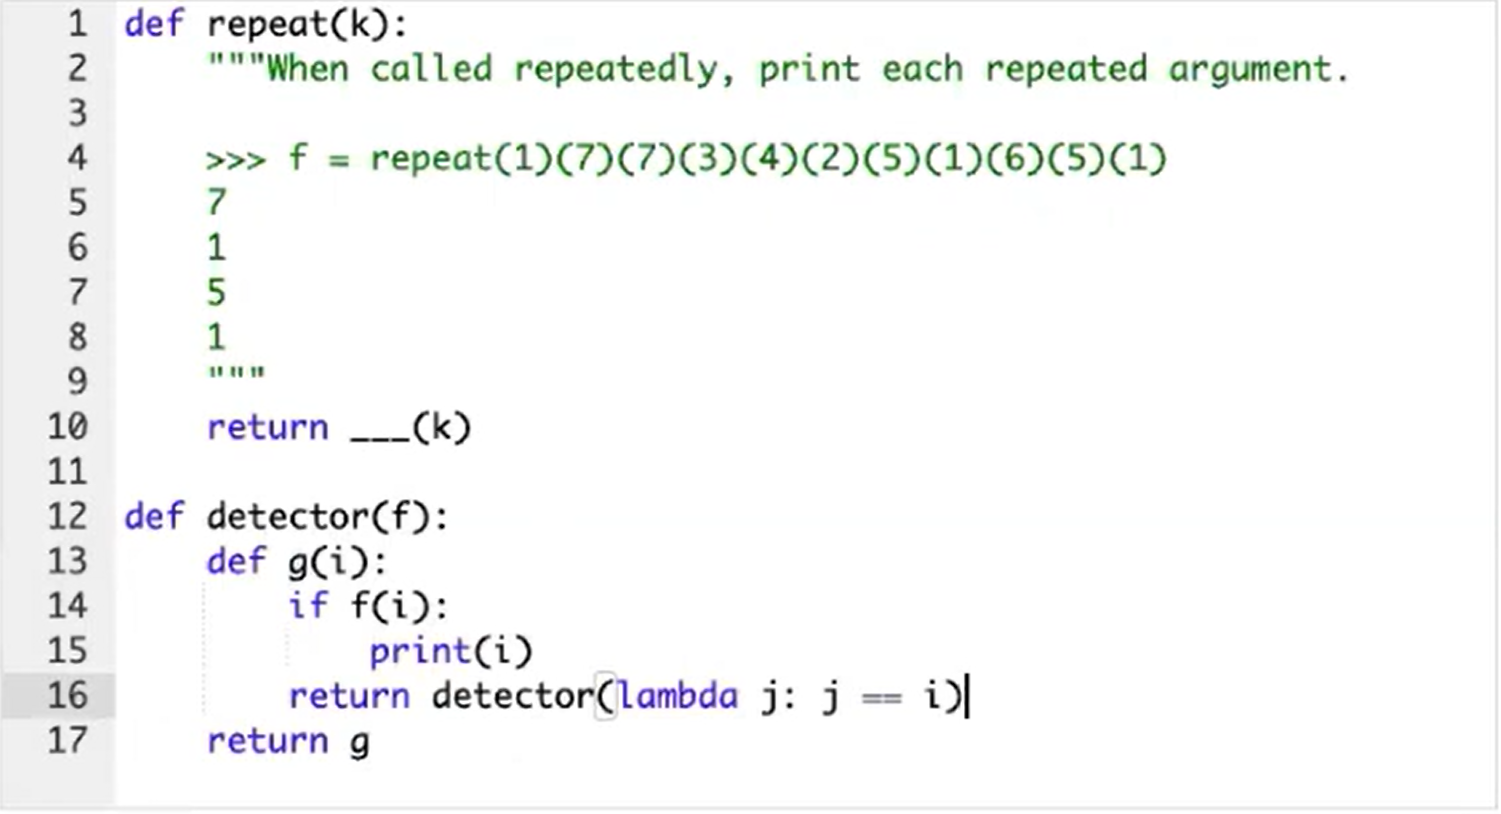 1 def repeat(k):
2     """When called repeatedly, print each repeated argument.
3
4     >>> f = repeat(1)(7)(7)(3)(4)(2)(5)(1)(6)(5)(1)
5     7
6     1
7     5
8     1
9     """
10     return ___(k)
11
12 def detector(f):
13     def g(i):
14         if f(i):
15             print(i)
16         return detector(lambda j: j == i)
17     return g